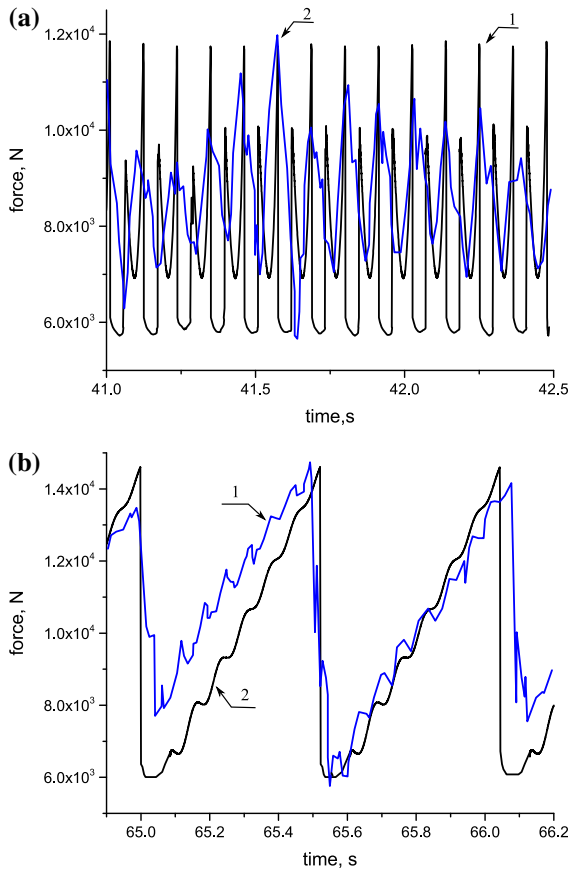 (a)
2
1
1.2x10⁴
1.0x10⁴
8.0x10³
6.0x10³
force, N
41.0
41.5
42.0
42.5
time,s
(b)
1
2
1.4x10⁴
1.2x10⁴
1.0x10⁴
8.0x10³
6.0x10³
force, N
65.0
65.2
65.4
65.6
65.8
66.0
66.2
time, s